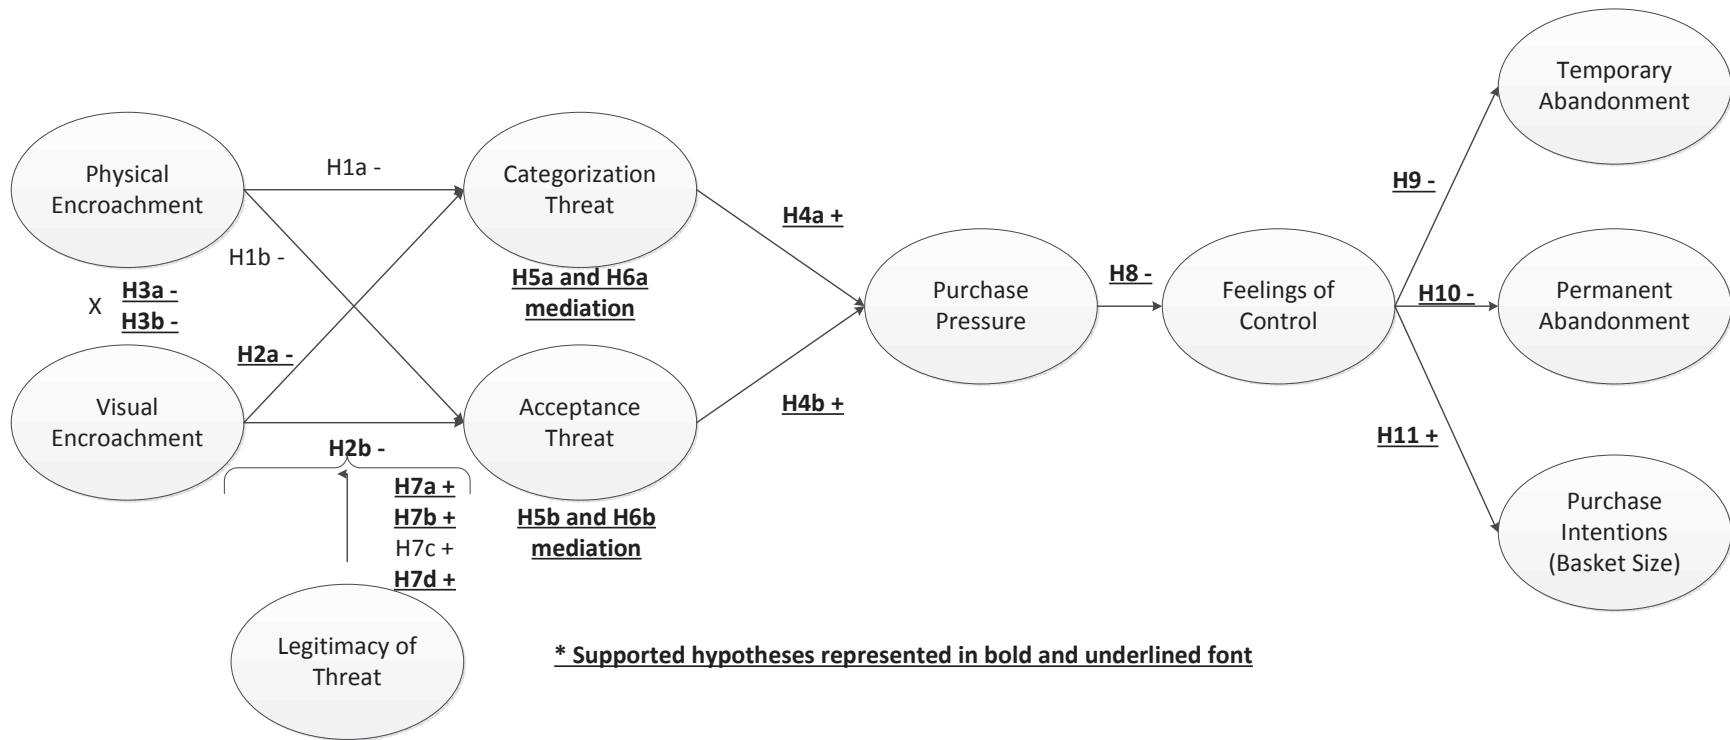 Temporary
Abandonment
Physical
Encroachment
H1a -
Categorization
Threat
H9 -
H4a +
H1b -
H5a and H6a
mediation
X
H3a -
H3b -
Purchase
Pressure
H8 -
Feelings of
Control
H10 -
Permanent
Abandonment
H2a -
Visual
Encroachment
Acceptance
Threat
H4b +
H11 +
H2b -
H7a +
H7b +
H7c +
H7d +
H5b and H6b
mediation
Purchase
Intentions
(Basket Size)
Legitimacy of
Threat
* Supported hypotheses represented in bold and underlined font